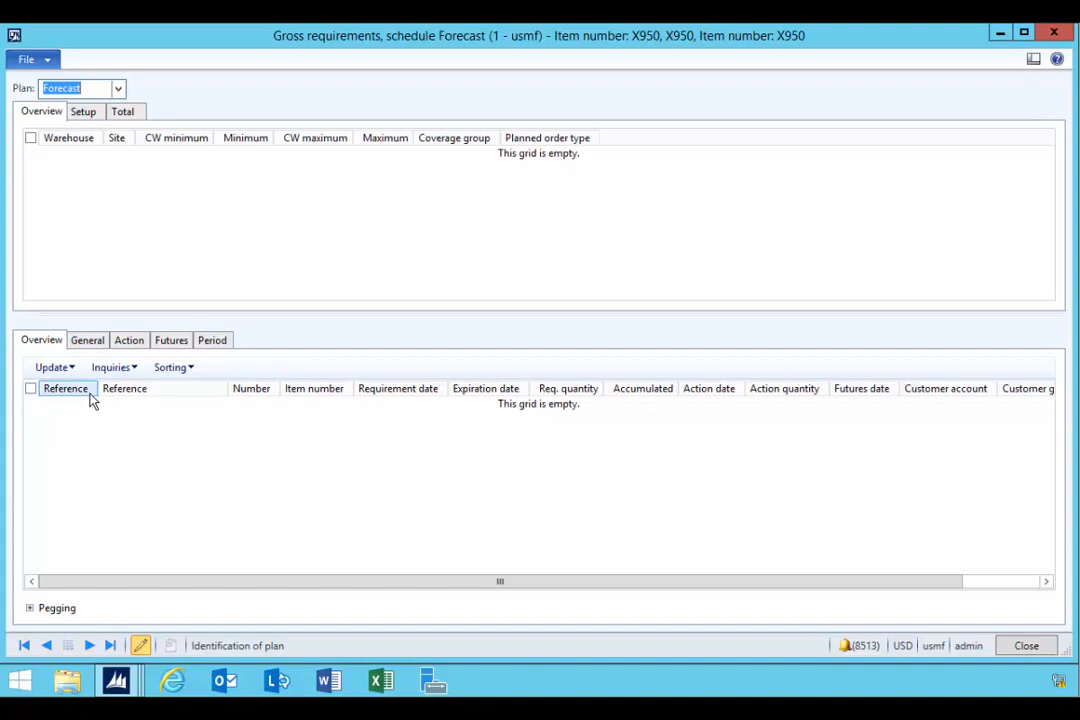 Gross requirements, schedule Forecast (1 - usmf) - Item number: X950, X950, Item number: X950
File
Plan: Forecast
Overview Setup Total
Warehouse Site CW minimum Minimum CW maximum Maximum Coverage group Planned order type
This grid is empty.
Overview General Action Futures Period
Update Inquiries Sorting
Reference Reference Number Item number Requirement date Expiration date Req. quantity Accumulated Action date Action quantity Futures date Customer account Customer g
This grid is empty.
Pegging
Identification of plan (8513) USD usmf admin Close